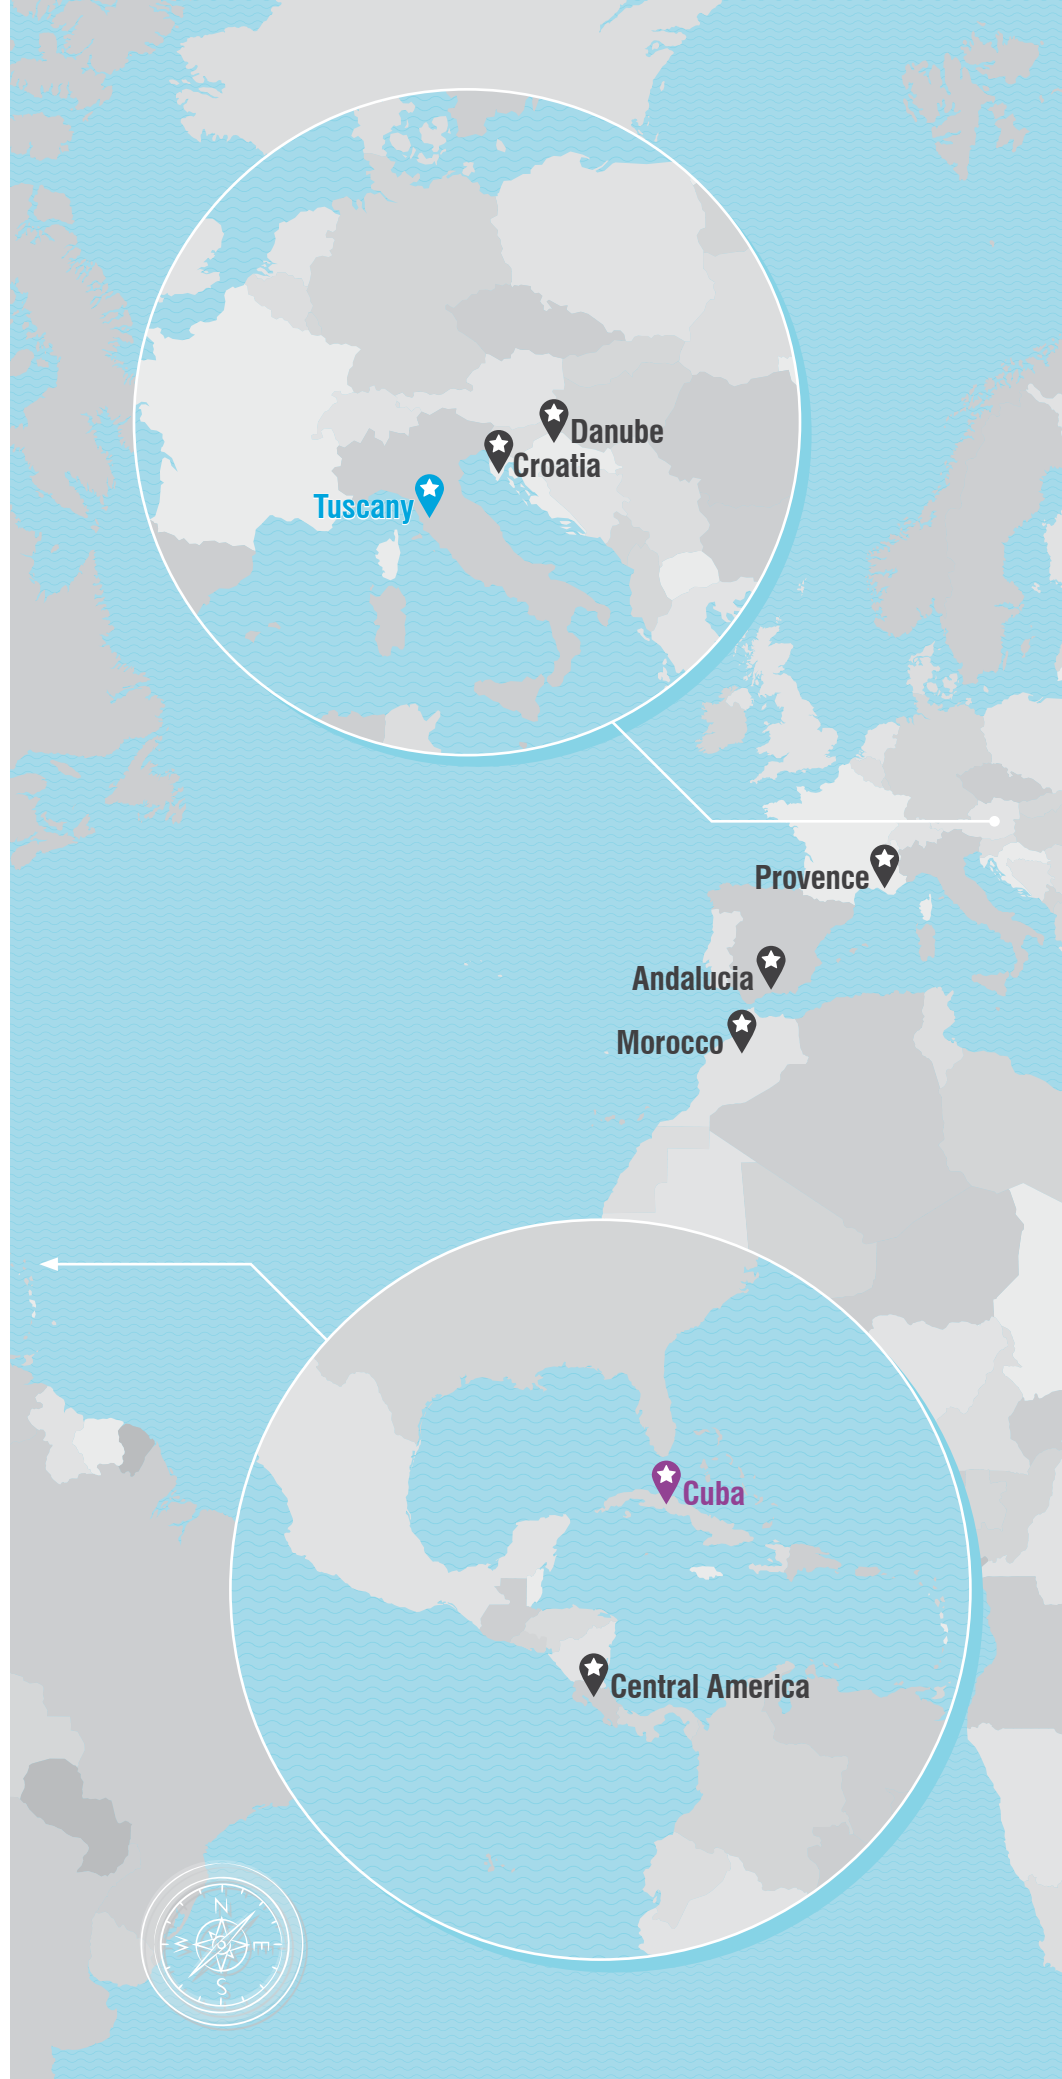 Danube
Croatia
Tuscany
Provence
Andalucia
Morocco
Cuba
Central America
N
W E
S